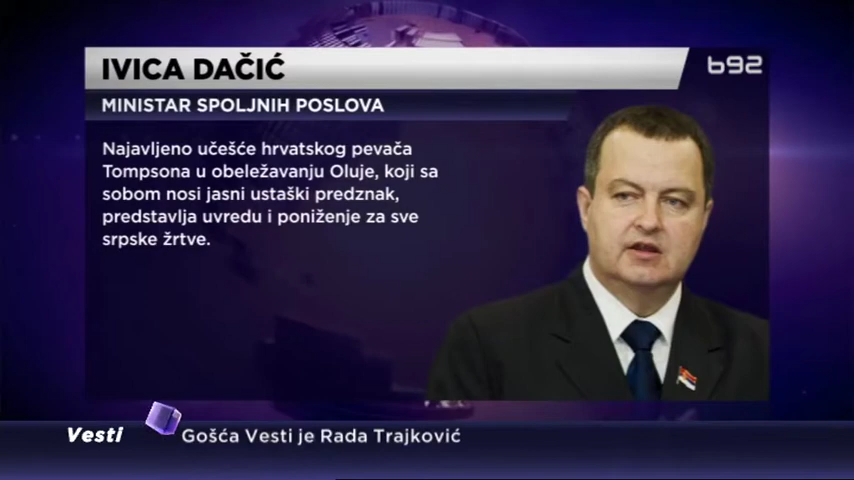 IVICA DAČIĆ
b92
MINISTAR SPOLJNIH POSLOVA
Najavljeno učešće hrvatskog pevača
Tompsona u obeležavanju Oluje, koji sa
sobom nosi jasni ustaški predznak,
predstavlja uvredu i poniženje za sve
srpske žrtve.
Vesti
Gošća Vesti je Rada Trajković